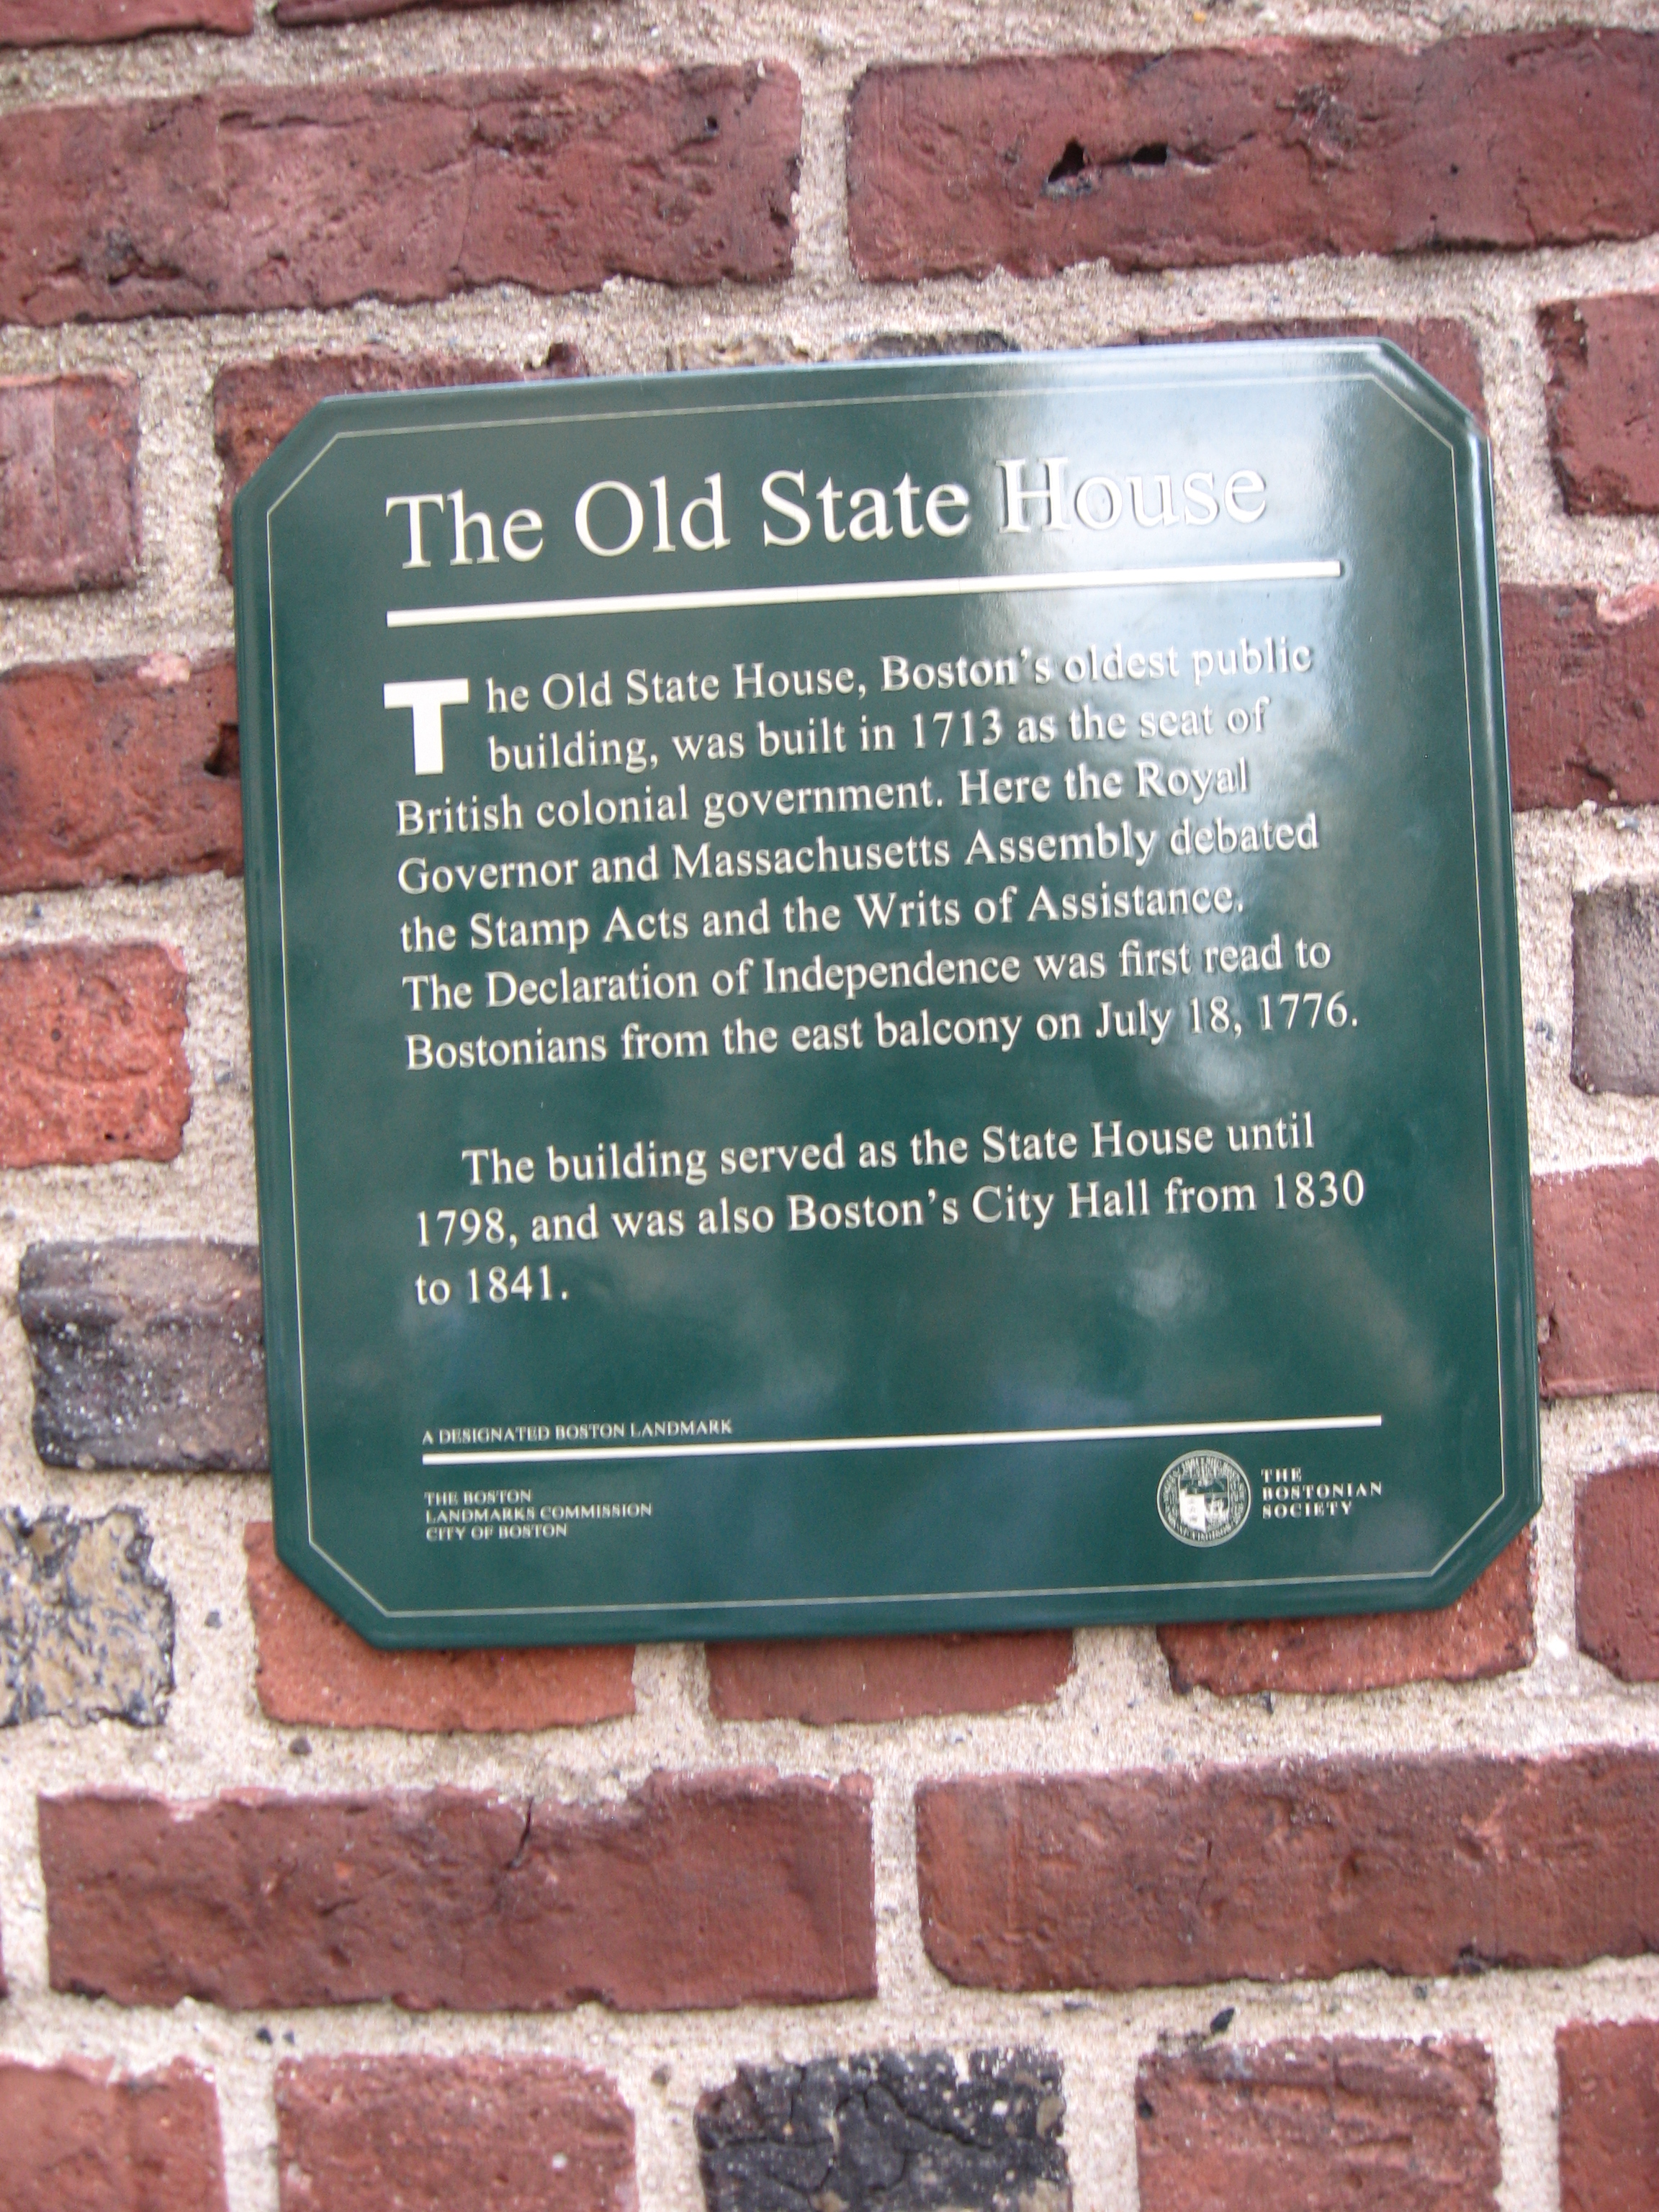 The Old State House
The Old State House, Boston's oldest public
building, was built in 1713 as the seat of
British colonial government. Here the Royal
Governor and Massachusetts Assembly debated
the Stamp Acts and the Writs of Assistance.
The Declaration of Independence was first read to
Bostonians from the east balcony on July 18, 1776.
The building served as the State House until
1798, and was also Boston's City Hall from 1830
to 1841.
A DESIGNATED BOSTON LANDMARK
THE BOSTON
LANDMARKS COMMISSION
CITY OF BOSTON
THE
BOSTONIAN
SOCIETY